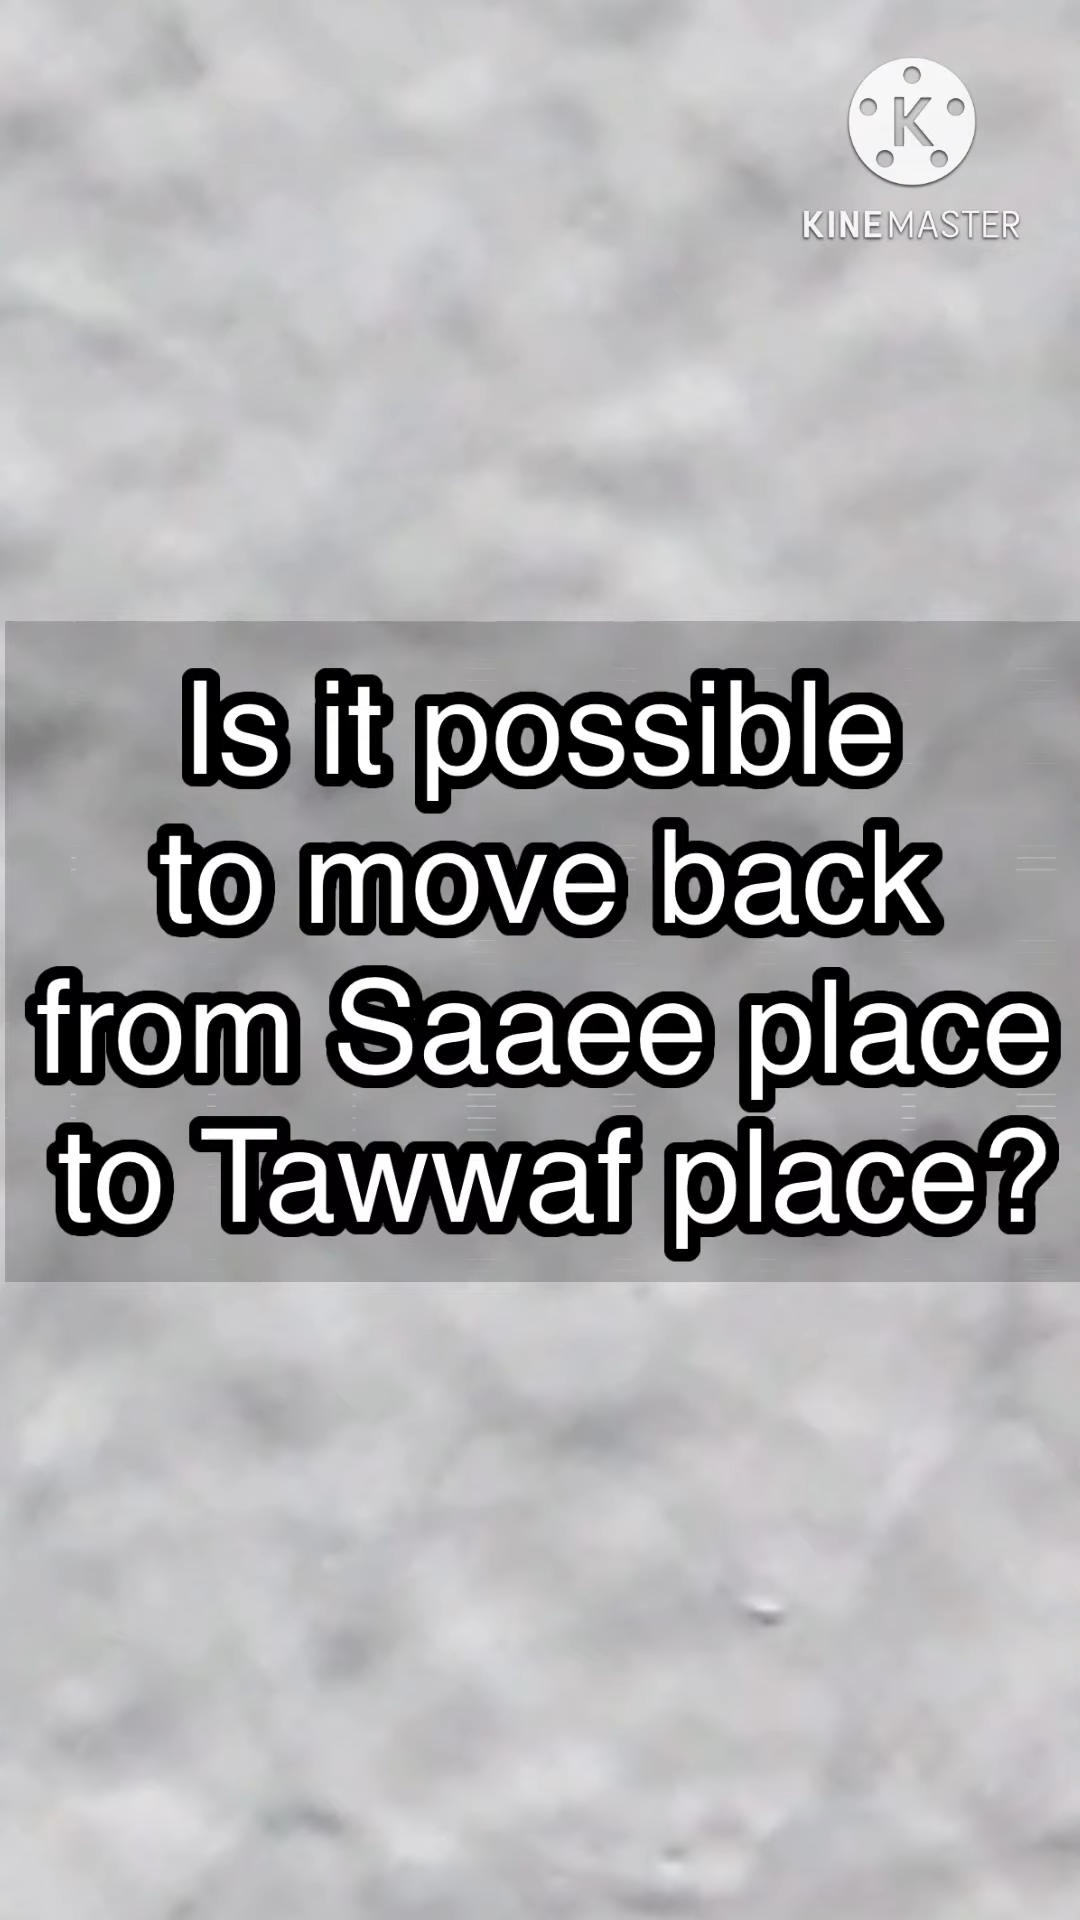 K
KINEMASTER
Is it possible
to move back
from Saaee place
to Tawwaf place?